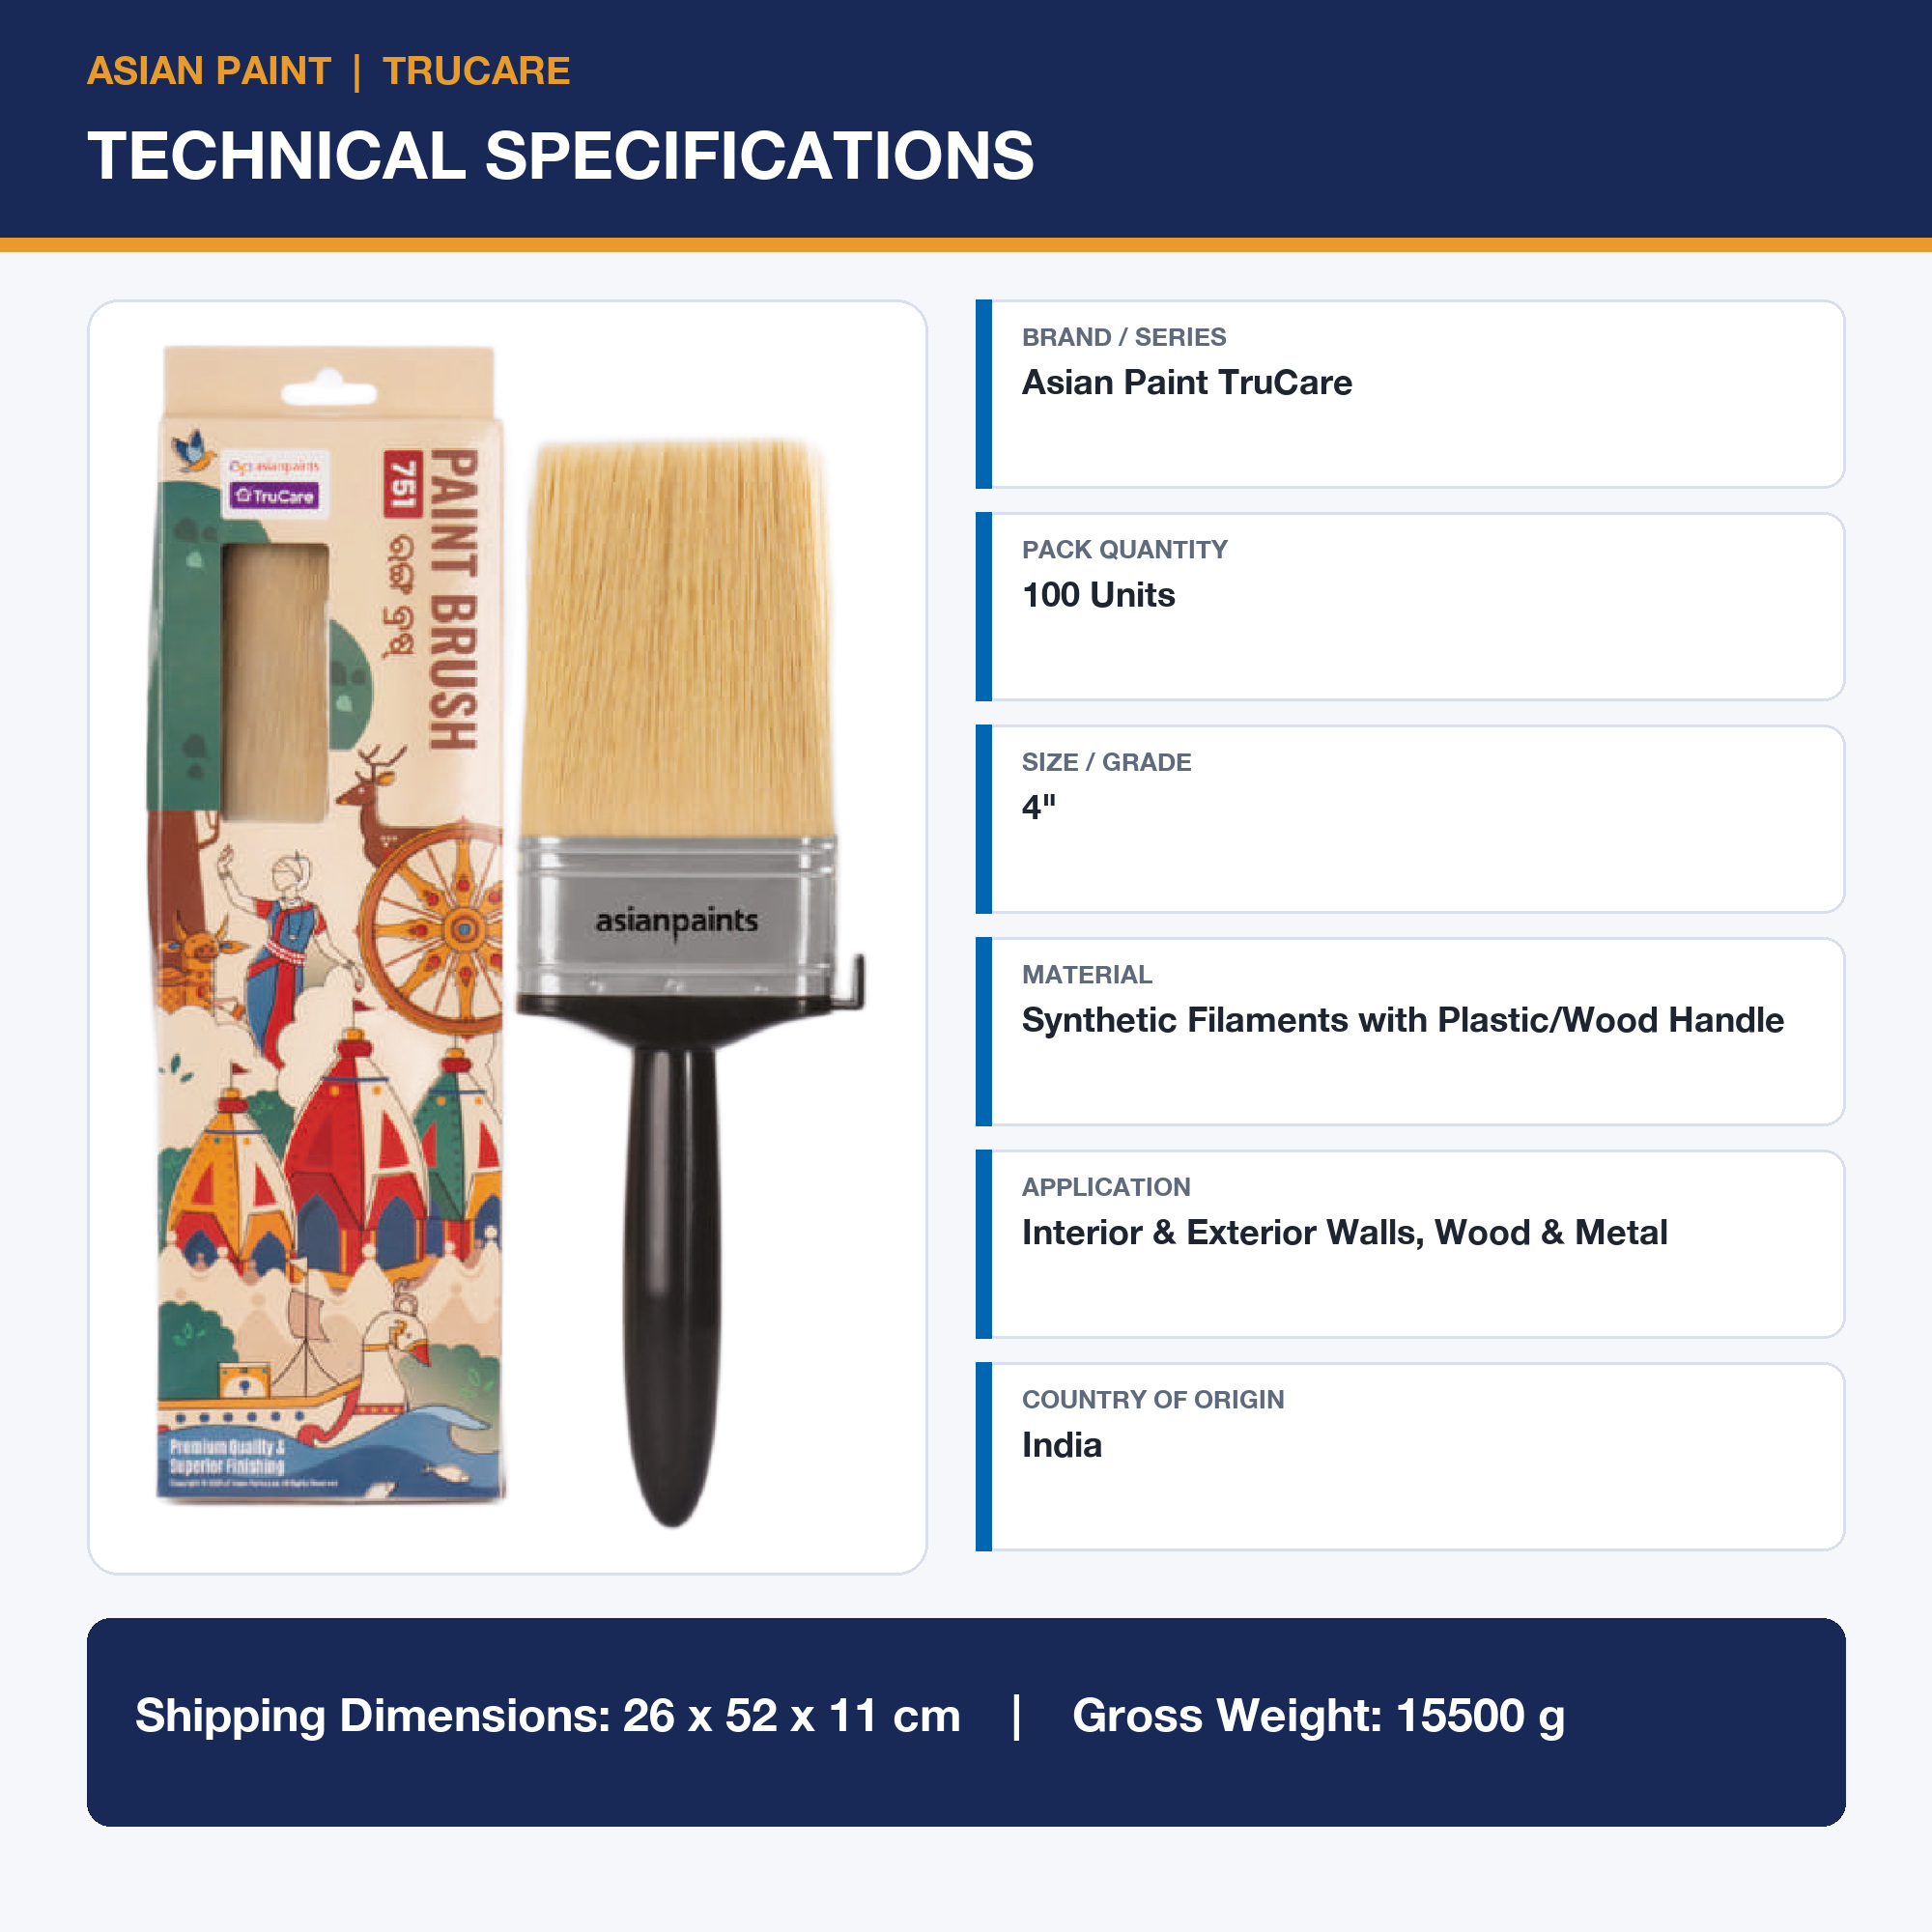 ASIAN PAINT | TRUCARE
TECHNICAL SPECIFICATIONS
asianpaints
TruCare
751
PAINT BRUSH
ରଙ୍ଗ ବ୍ରୁସ୍
asianpaints
Premium Quality &
Superior Finishing
BRAND / SERIES
Asian Paint TruCare
PACK QUANTITY
100 Units
SIZE / GRADE
4"
MATERIAL
Synthetic Filaments with Plastic/Wood Handle
APPLICATION
Interior & Exterior Walls, Wood & Metal
COUNTRY OF ORIGIN
India
Shipping Dimensions: 26 x 52 x 11 cm | Gross Weight: 15500 g